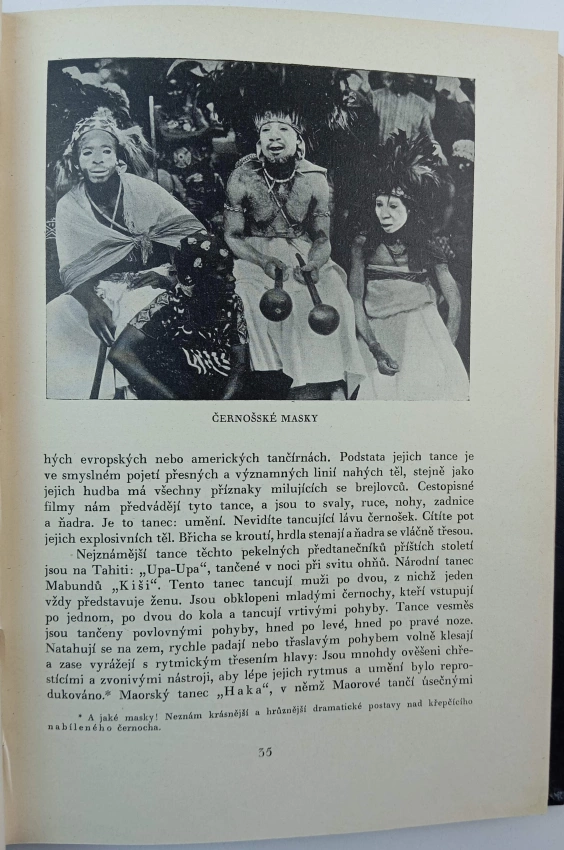 ČERNOŠSKÉ MASKY
hých evropských nebo amerických tančírnách. Podstata jejich tance je
ve smyslném pojetí přesných a významných linií nahých těl, stejně jako
jejich hudba má všechny příznaky milujících se brejlovců. Cestopisné
filmy nám předvádějí tyto tance, a jsou to svaly, ruce, nohy, zadnice
a ňadra. Je to tanec: umění. Nevidíte tancující lávu černošek. Cítíte pot
jejich explosivních těl. Břicha se kroutí, hrdla stenají a ňadra se vláčně třesou.
Nejznámější tance těchto pekelných předtanečníků příštích století
jsou na Tahiti: „Upa-Upa“, tančené v noci při svitu ohňů. Národní tanec
Mabundů „Kiši“. Tento tanec tancují muži po dvou, z nichž jeden
vždy představuje ženu. Jsou obklopeni mladými černochy, kteří vstupují
po jednom, po dvou do kola a tancují vrtivými pohyby. Tance vesměs
jsou tančeny povlovnými pohyby, hned po levé, hned po pravé noze.
Natahují se na zem, rychle padají nebo třaslavým pohybem volně klesají
a zase vyrážejí s rytmickým třesením hlavy: Jsou mnohdy ověšeni chře-
stícími a zvonivými nástroji, aby lépe jejich rytmus a umění bylo repro-
dukováno.* Maorský tanec „Haka“, v němž Maorové tančí úsečnými
* A jaké masky! Neznám krásnější a hrůznější dramatické postavy nad křepčícího
nabíleného černocha.
35